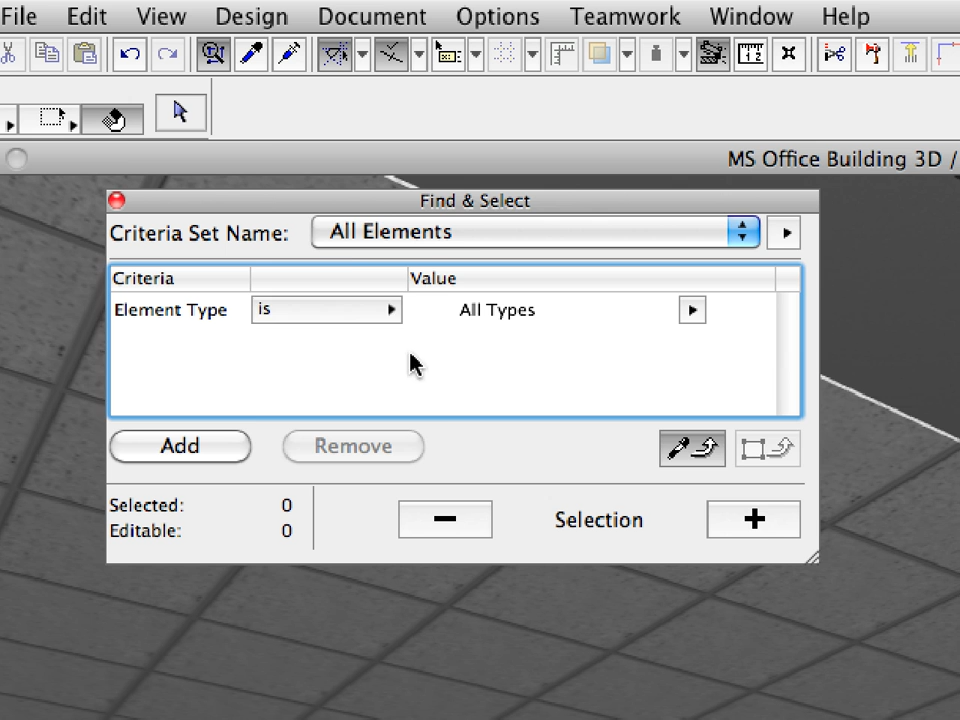 File Edit View Design Document Options Teamwork Window Help
MS Office Building 3D /
Find & Select
Criteria Set Name: All Elements
Criteria Value
Element Type is All Types
Add Remove
Selected: 0
Editable: 0
Selection